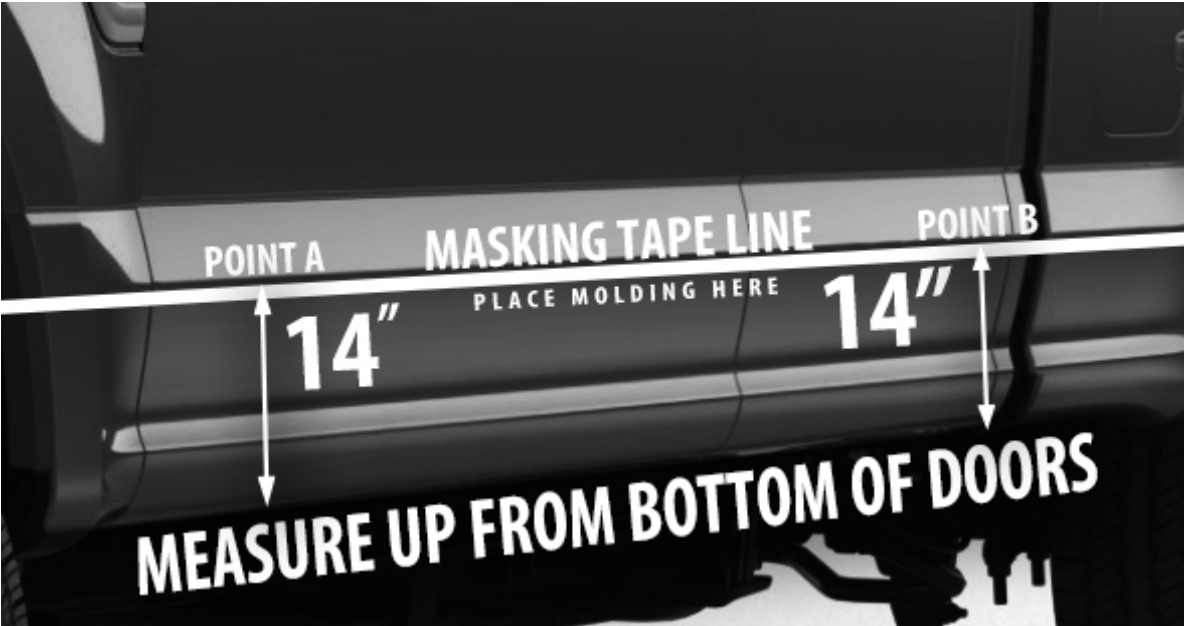 POINT A
MASKING TAPE LINE
POINT B
PLACE MOLDING HERE
14"
14"
MEASURE UP FROM BOTTOM OF DOORS